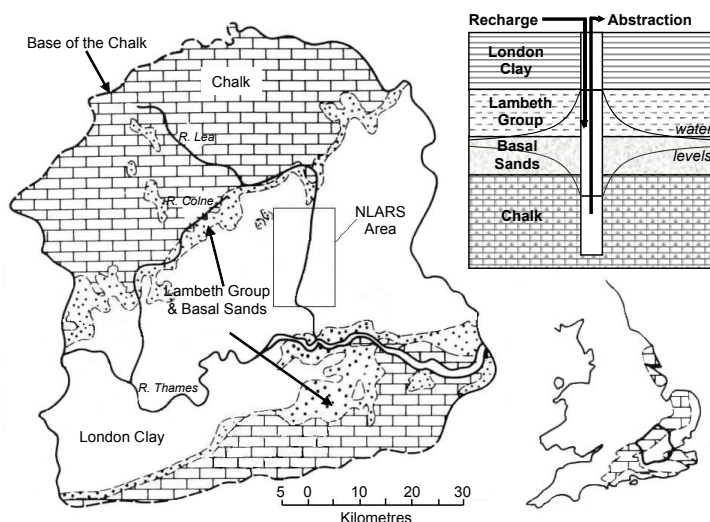 Base of the Chalk
Chalk
R. Lea
R. Colne
NLARS
Area
Lambeth Group
& Basal Sands
R. Thames
London Clay
5 0 10 20 30
Kilometres
Recharge Abstraction
London
Clay
Lambeth
Group
water
Basal
Sands
levels
Chalk